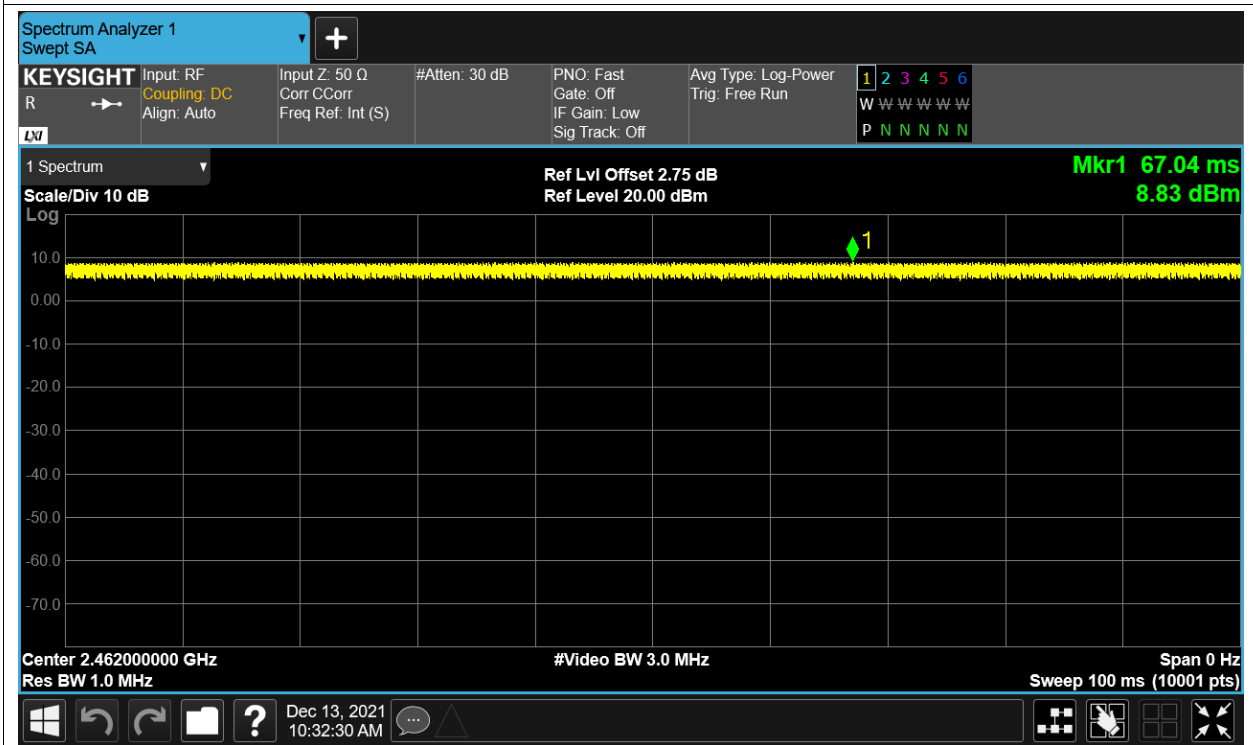 Spectrum Analyzer 1
Swept SA
KEYSIGHT
R
LXI
Input: RF
Coupling: DC
Align: Auto
Input Z: 50 Ω
Corr CCorr
Freq Ref: Int (S)
#Atten: 30 dB
PNO: Fast
Gate: Off
IF Gain: Low
Sig Track: Off
Avg Type: Log-Power
Trig: Free Run
1 2 3 4 5 6
W W W W W W
P N N N N N
1 Spectrum
Scale/Div 10 dB
Log
Ref Lvl Offset 2.75 dB
Ref Level 20.00 dBm
Mkr1 67.04 ms
8.83 dBm
1
10.0
0.00
-10.0
-20.0
-30.0
-40.0
-50.0
-60.0
-70.0
Center 2.462000000 GHz
#Video BW 3.0 MHz
Span 0 Hz
Res BW 1.0 MHz
Sweep 100 ms (10001 pts)
?
Dec 13, 2021
10:32:30 AM